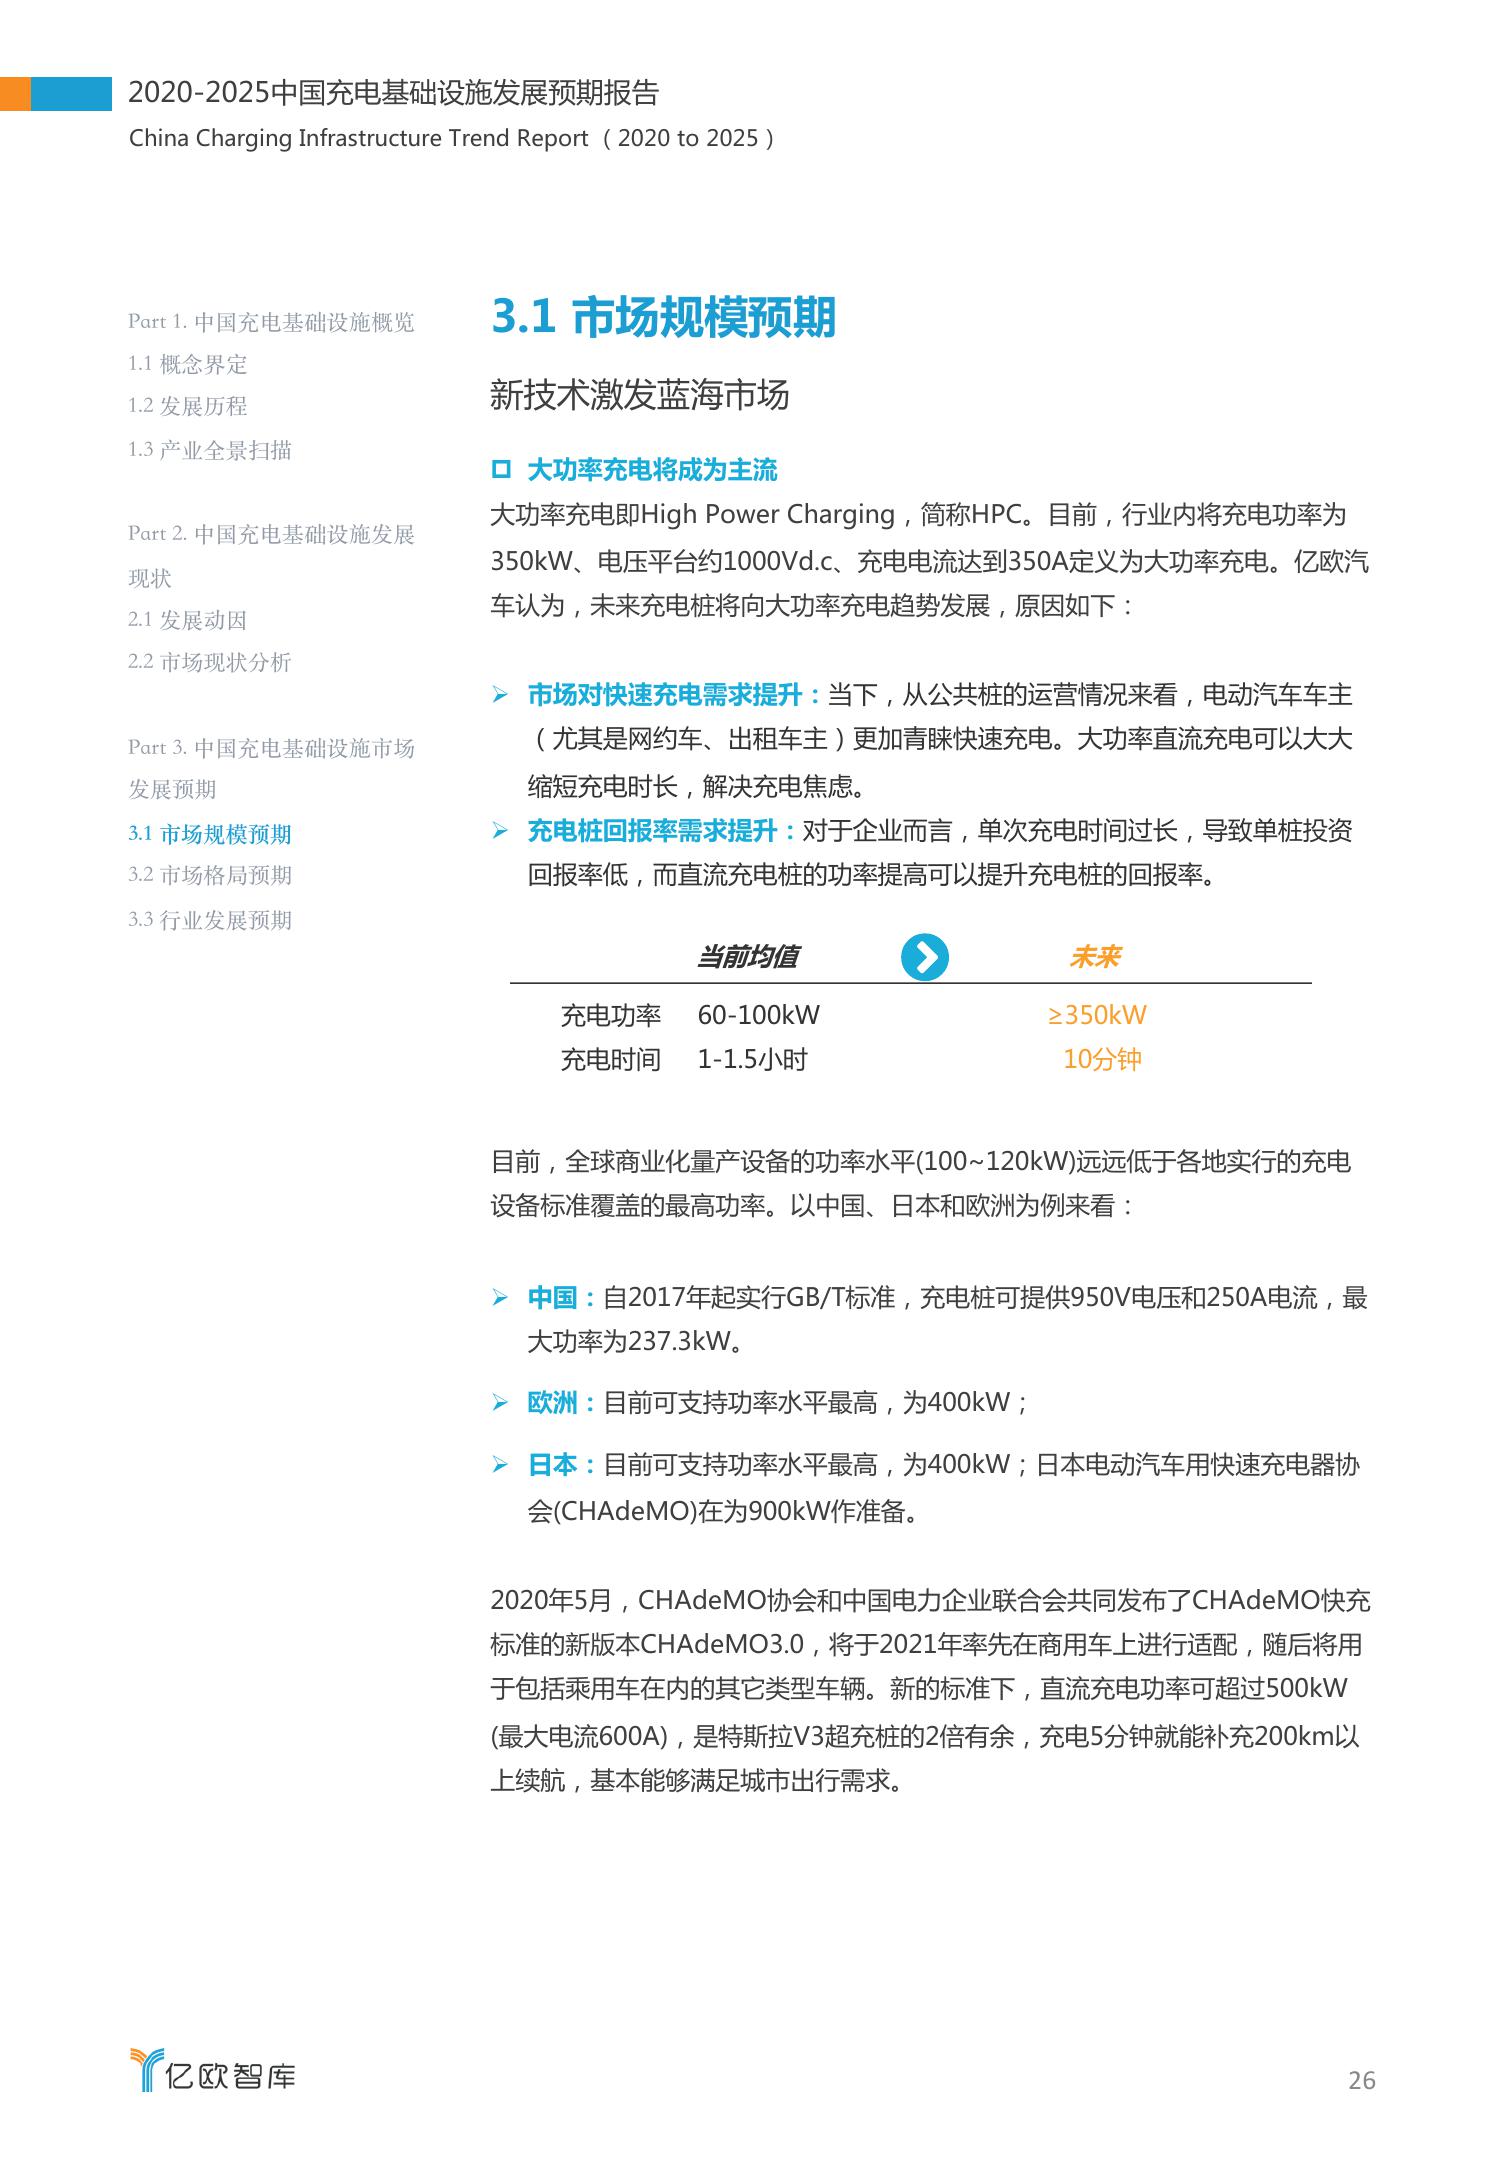 2020-2025中国充电基础设施发展预期报告
China Charging Infrastructure Trend Report（2020 to 2025）
Part 1. 中国充电基础设施概览
1.1 概念界定
1.2 发展历程
1.3 产业全景扫描
Part 2. 中国充电基础设施发展
现状
2.1 发展动因
2.2 市场现状分析
Part 3. 中国充电基础设施市场
发展预期
3.1 市场规模预期
3.2 市场格局预期
3.3 行业发展预期
3.1 市场规模预期
新技术激发蓝海市场
大功率充电将成为主流
大功率充电即High Power Charging，简称HPC。目前，行业内将充电功率为
350kW、电压平台约1000Vd.c、充电电流达到350A定义为大功率充电。亿欧汽
车认为，未来充电桩将向大功率充电趋势发展，原因如下：
市场对快速充电需求提升：当下，从公共桩的运营情况来看，电动汽车车主
（尤其是网约车、出租车主）更加青睐快速充电。大功率直流充电可以大大
缩短充电时长，解决充电焦虑。
充电桩回报率需求提升：对于企业而言，单次充电时间过长，导致单桩投资
回报率低，而直流充电桩的功率提高可以提升充电桩的回报率。
当前均值 未来
充电功率 60-100kW ≥350kW
充电时间 1-1.5小时 10分钟
目前，全球商业化量产设备的功率水平(100~120kW)远远低于各地实行的充电
设备标准覆盖的最高功率。以中国、日本和欧洲为例来看：
中国：自2017年起实行GB/T标准，充电桩可提供950V电压和250A电流，最
大功率为237.3kW。
欧洲：目前可支持功率水平最高，为400kW；
日本：目前可支持功率水平最高，为400kW；日本电动汽车用快速充电器协
会(CHAdeMO)在为900kW作准备。
2020年5月，CHAdeMO协会和中国电力企业联合会共同发布了CHAdeMO快充
标准的新版本CHAdeMO3.0，将于2021年率先在商用车上进行适配，随后将用
于包括乘用车在内的其它类型车辆。新的标准下，直流充电功率可超过500kW
(最大电流600A)，是特斯拉V3超充桩的2倍有余，充电5分钟就能补充200km以
上续航，基本能够满足城市出行需求。
亿欧智库
26